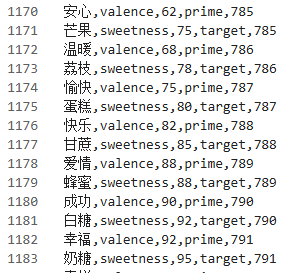 1170 安心,valence,62,prime,785
1171 芒果,sweetness,75,target,785
1172 温暖,valence,68,prime,786
1173 荔枝,sweetness,78,target,786
1174 愉快,valence,75,prime,787
1175 蛋糕,sweetness,80,target,787
1176 快乐,valence,82,prime,788
1177 甘蔗,sweetness,85,target,788
1178 爱情,valence,88,prime,789
1179 蜂蜜,sweetness,88,target,789
1180 成功,valence,90,prime,790
1181 白糖,sweetness,92,target,790
1182 幸福,valence,92,prime,791
1183 奶糖,sweetness,95,target,791